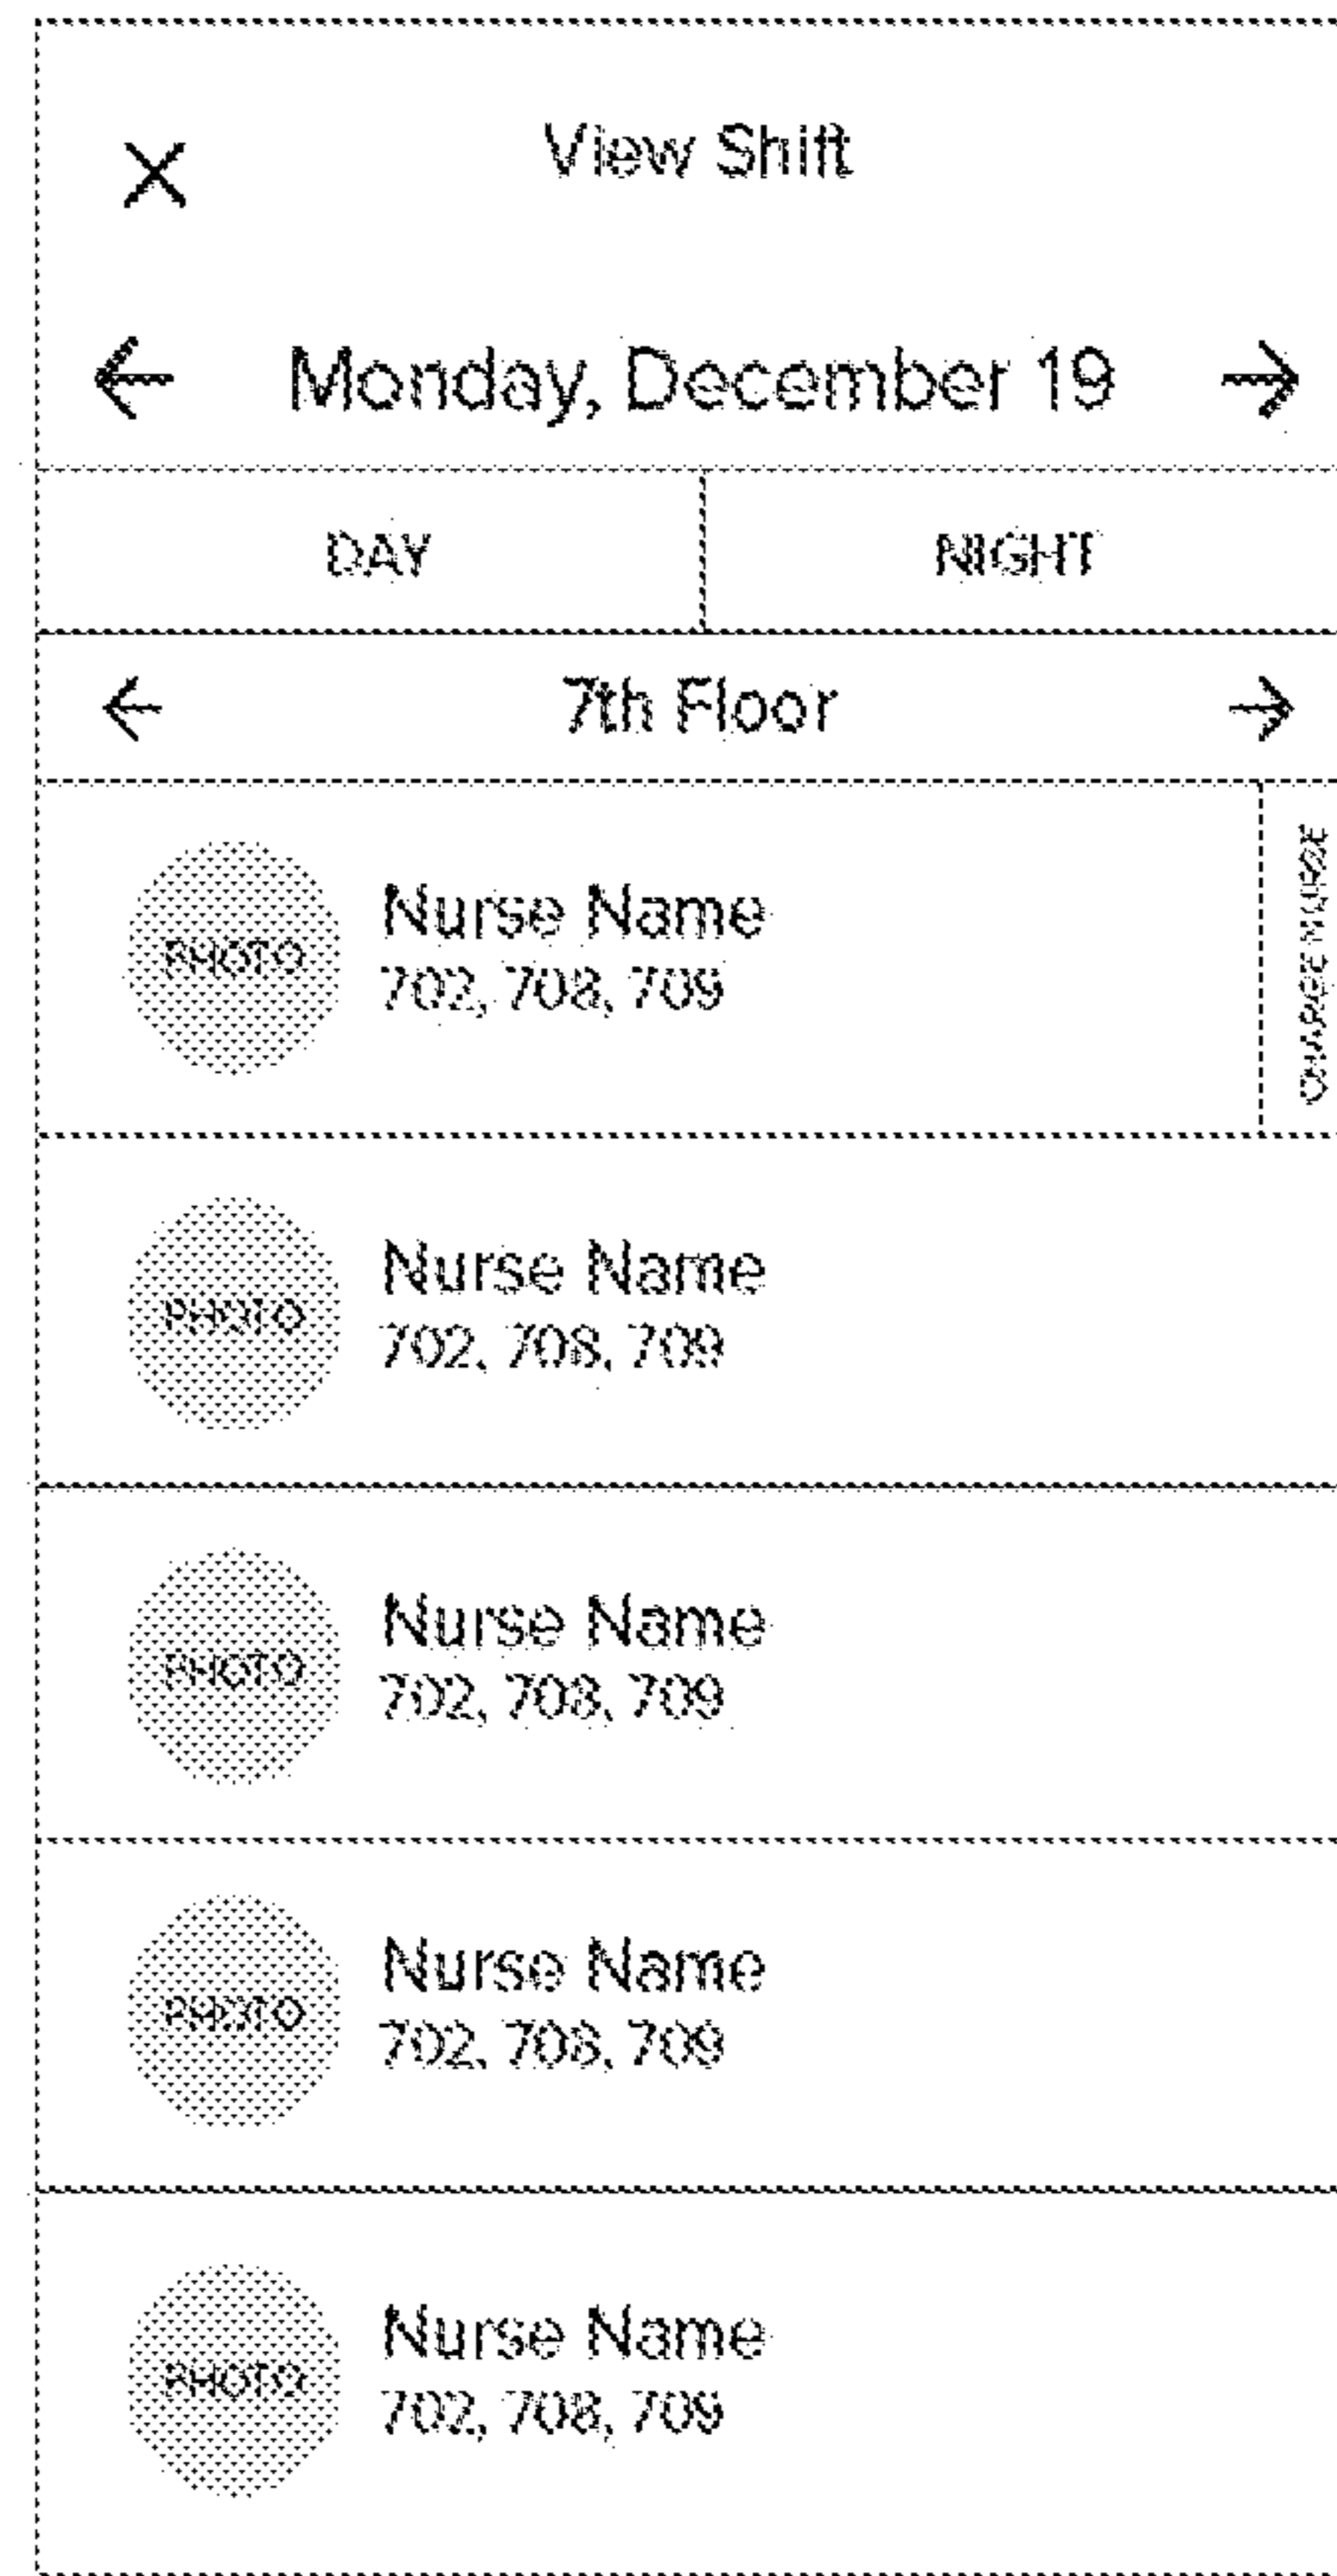 View Shift
Monday, December 19
DAY
NIGHT
7th Floor
PHOTO
Nurse Name
702, 708, 709
CHARGE NURSE
PHOTO
Nurse Name
702, 708, 709
PHOTO
Nurse Name
702, 708, 709
PHOTO
Nurse Name
702, 708, 709
PHOTO
Nurse Name
702, 708, 709